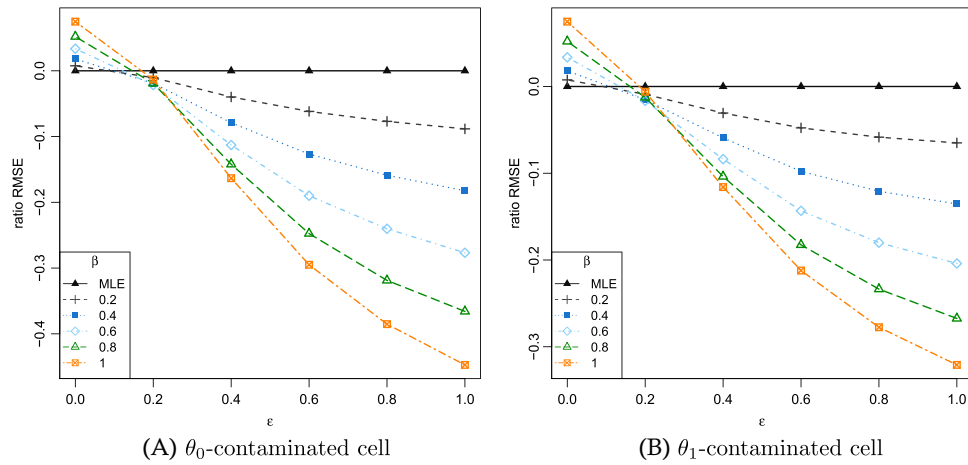 ratio RMSE
0.0
−0.1
−0.2
−0.3
−0.4
β
MLE
0.2
0.4
0.6
0.8
1
0.0 0.2 0.4 0.6 0.8 1.0
ε
(A) θ₀-contaminated cell
ratio RMSE
0.0
−0.1
−0.2
−0.3
β
MLE
0.2
0.4
0.6
0.8
1
0.0 0.2 0.4 0.6 0.8 1.0
ε
(B) θ₁-contaminated cell